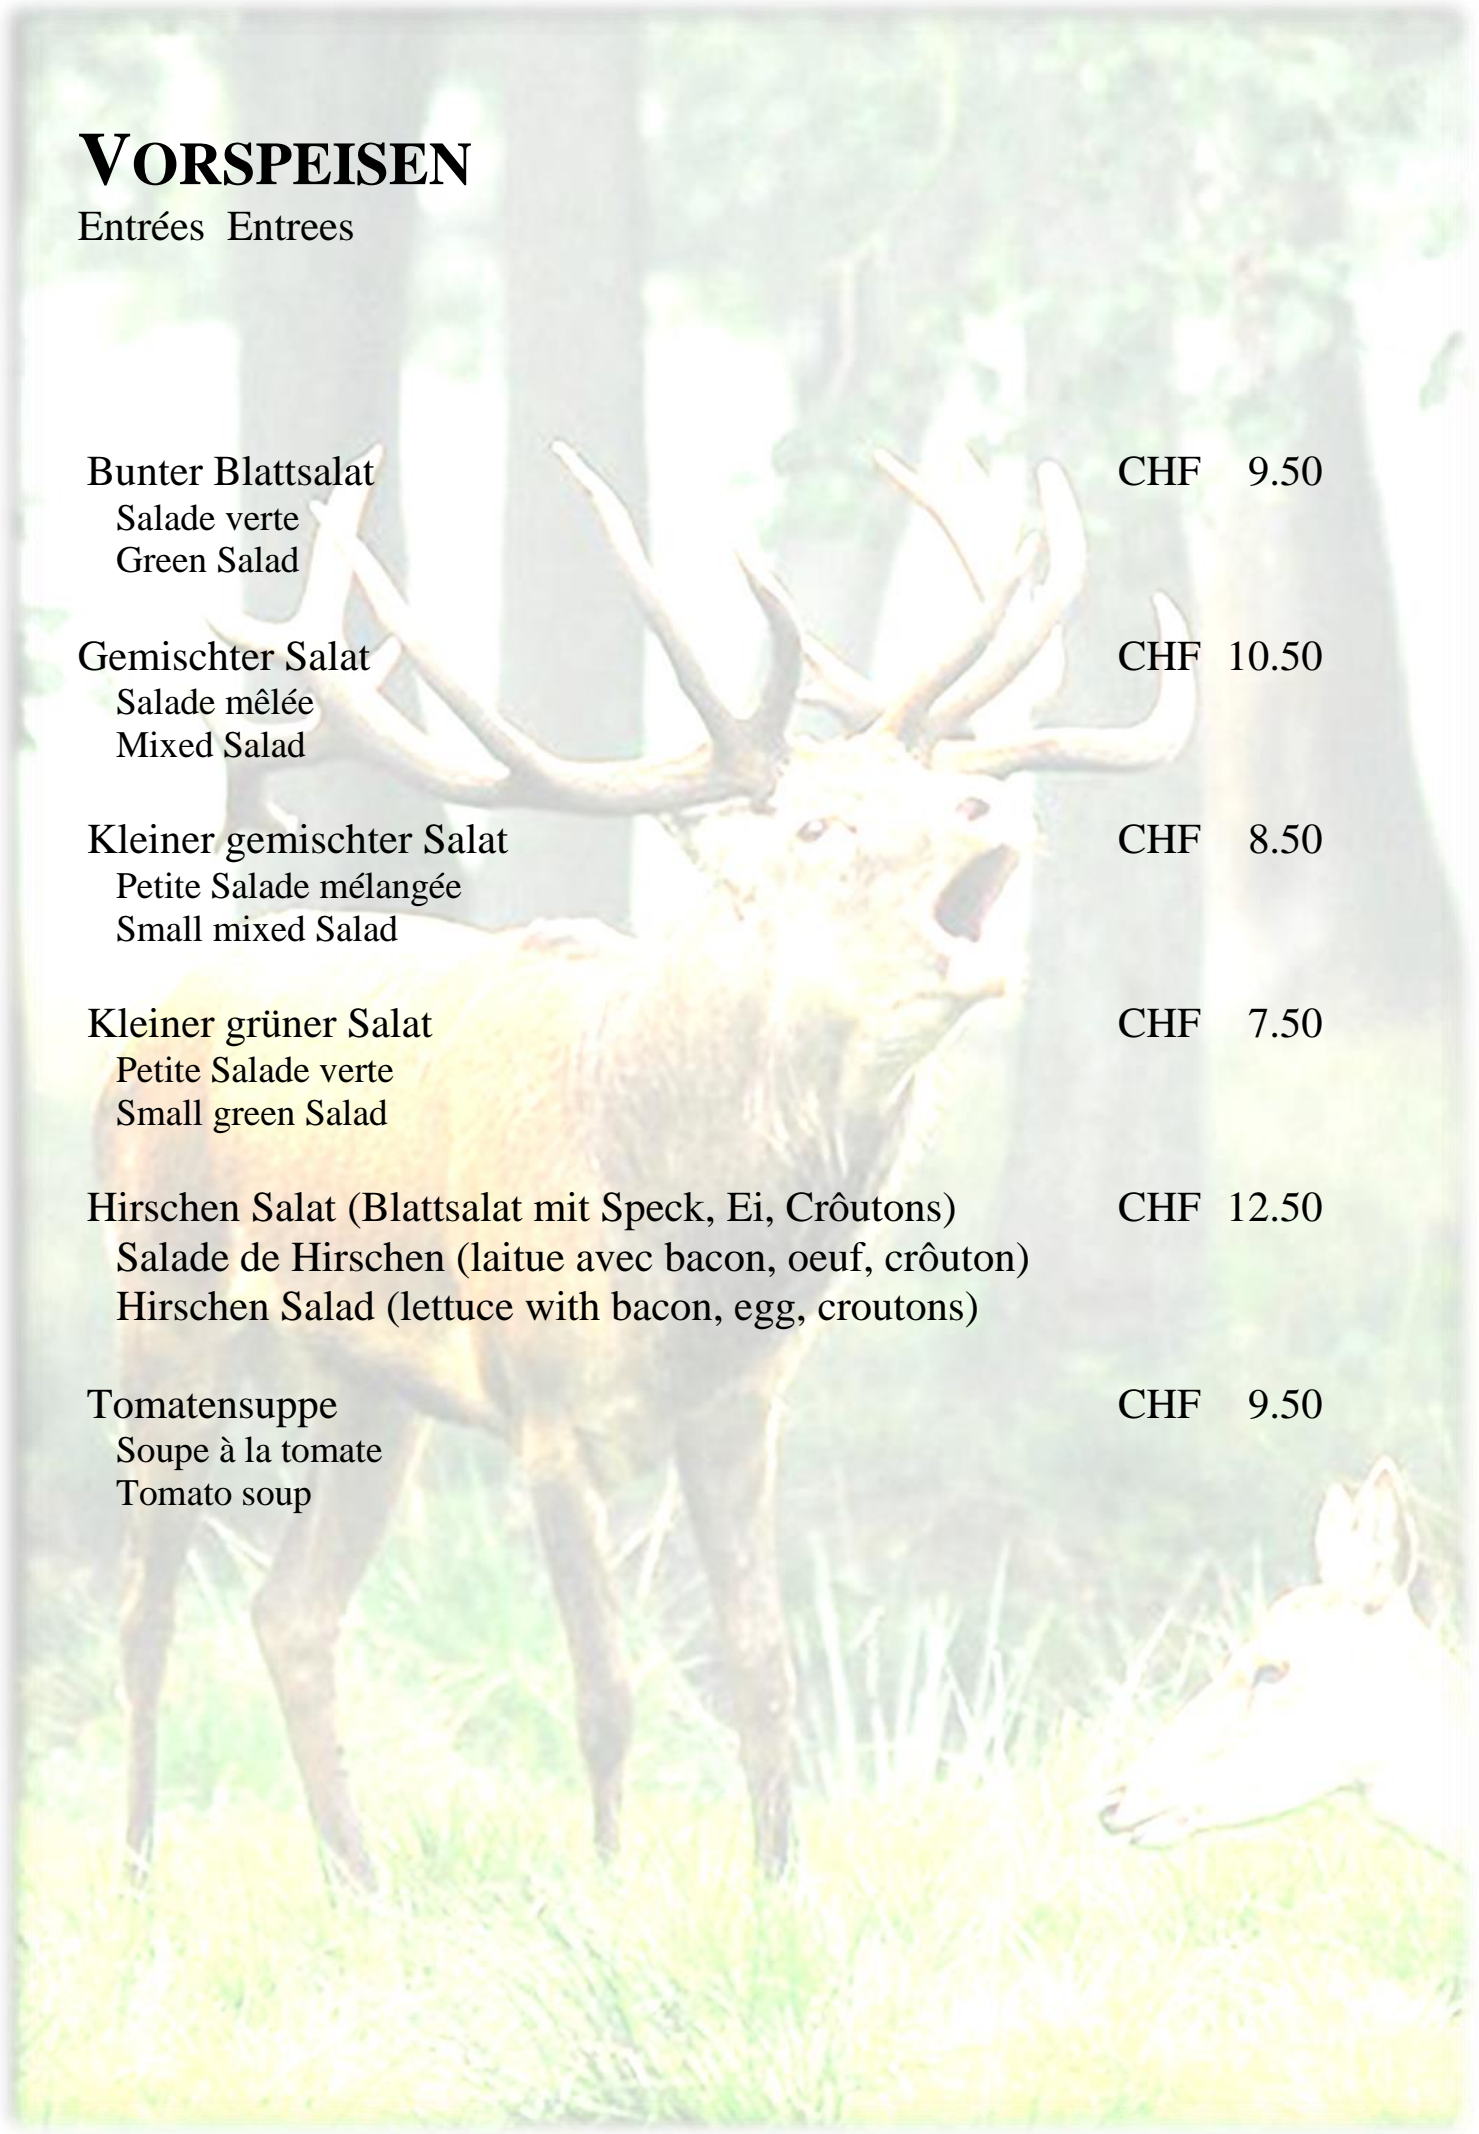 VORSPEISEN
Entrées Entrees
Bunter Blattsalat CHF 9.50
Salade verte
Green Salad
Gemischter Salat CHF 10.50
Salade mêlée
Mixed Salad
Kleiner gemischter Salat CHF 8.50
Petite Salade mélangée
Small mixed Salad
Kleiner grüner Salat CHF 7.50
Petite Salade verte
Small green Salad
Hirschen Salat (Blattsalat mit Speck, Ei, Crôutons) CHF 12.50
Salade de Hirschen (laitue avec bacon, oeuf, crôuton)
Hirschen Salad (lettuce with bacon, egg, croutons)
Tomatensuppe CHF 9.50
Soupe à la tomate
Tomato soup